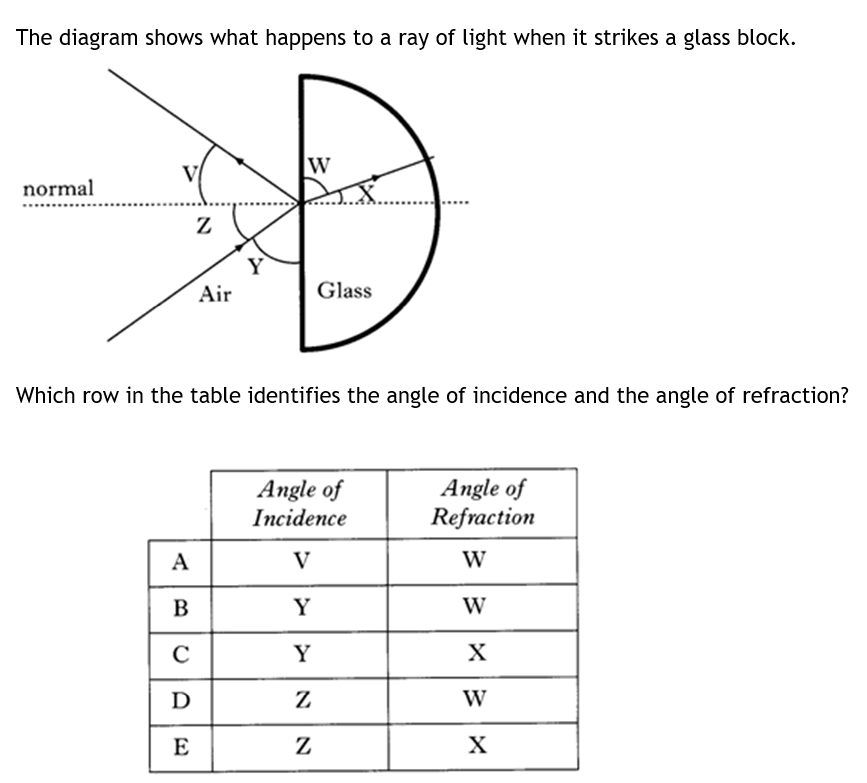 The diagram shows what happens to a ray of light when it strikes a glass block.
W
V
X
normal
Z
Y
Air
Glass
Which row in the table identifies the angle of incidence and the angle of refraction?
Angle of Incidence
Angle of Refraction
A V W
B Y W
C Y X
D Z W
E Z X